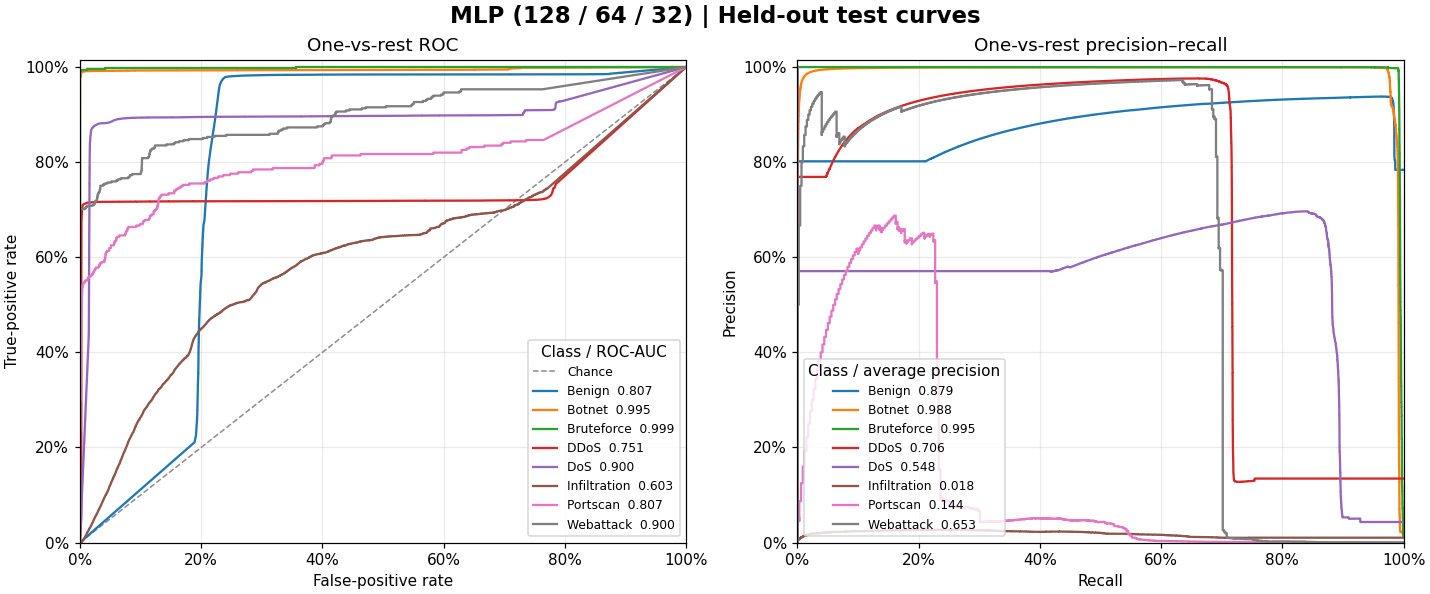 MLP (128 / 64 / 32) | Held-out test curves
One-vs-rest ROC
True-positive rate
100%
80%
60%
40%
20%
0%
0%
20%
40%
60%
80%
100%
False-positive rate
Class / ROC-AUC
Chance
Benign 0.807
Botnet 0.995
Bruteforce 0.999
DDoS 0.751
DoS 0.900
Infiltration 0.603
Portscan 0.807
Webattack 0.900
One-vs-rest precision–recall
Precision
100%
80%
60%
40%
20%
0%
0%
20%
40%
60%
80%
100%
Recall
Class / average precision
Benign 0.879
Botnet 0.988
Bruteforce 0.995
DDoS 0.706
DoS 0.548
Infiltration 0.018
Portscan 0.144
Webattack 0.653